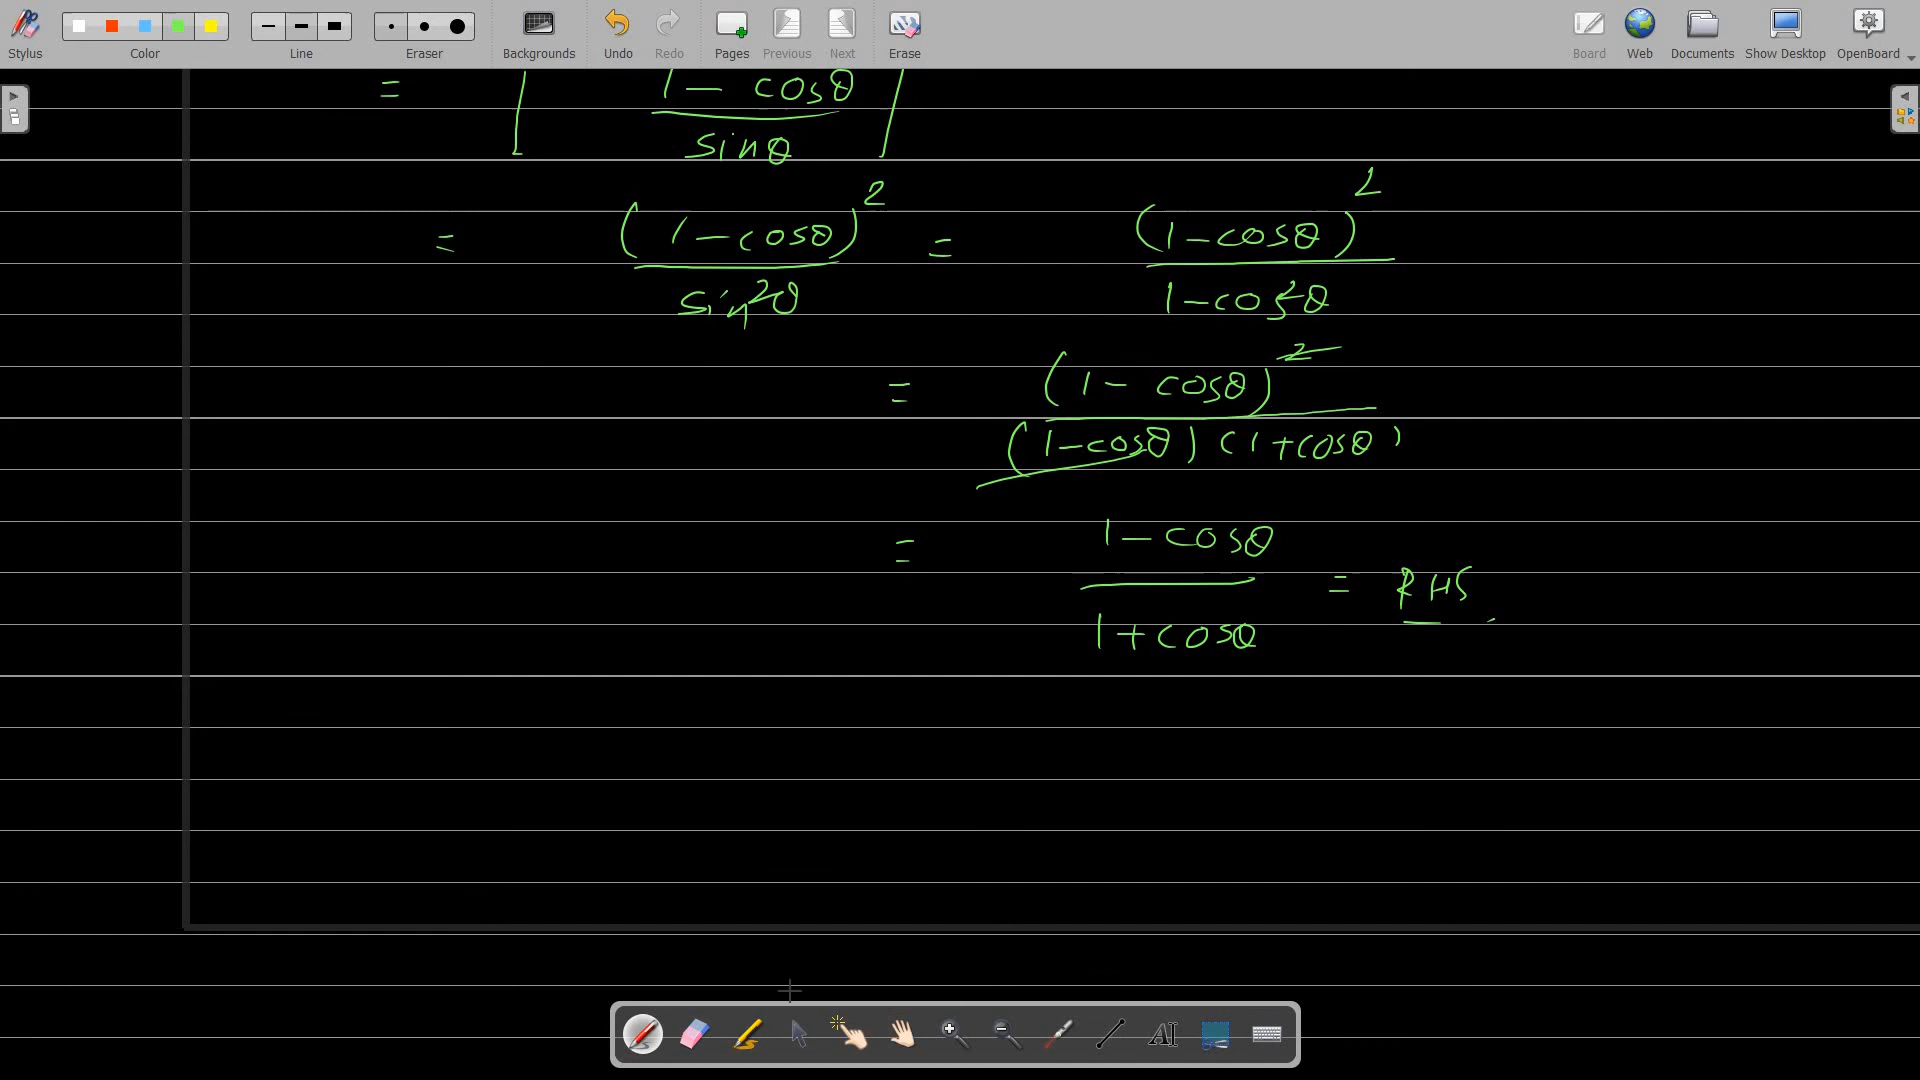 Stylus Color Line Eraser Backgrounds Undo Redo Pages Previous Next Erase Board Web Documents Show Desktop OpenBoard
= [ 1 - cosθ / sinθ ]
= (1 - cosθ)² / sin²θ = (1 - cosθ)² / 1 - cos²θ
= (1 - cosθ)² / (1 - cosθ) (1 + cosθ)
= 1 - cosθ / 1 + cosθ = RHS
AI